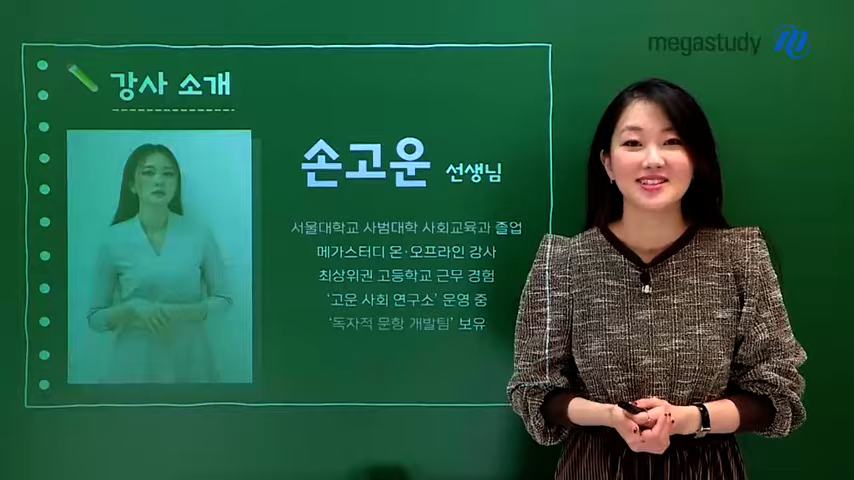 megastudy
강사 소개
손고운 선생님
서울대학교 사범대학 사회교육과 졸업
메가스터디 온·오프라인 강사
최상위권 고등학교 근무 경험
‘고운 사회 연구소’ 운영 중
‘독자적 문항 개발팀’ 보유